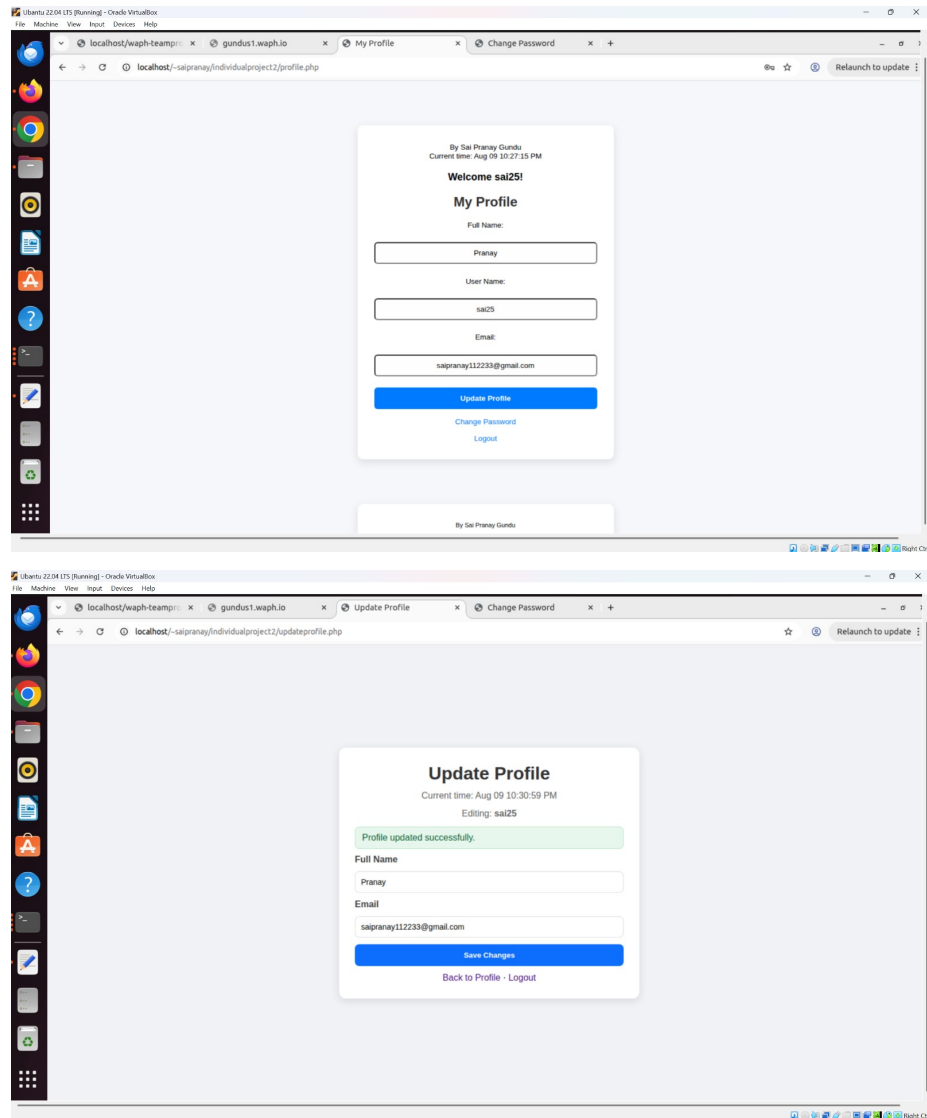 Ubantu 22.04 LTS [Running] - Oracle VirtualBox
File Machine View Input Devices Help
localhost/waph-teampro
gundus1.waph.io
My Profile
Change Password
localhost/~saipranay/individualproject2/profile.php
Relaunch to update
By Sai Pranay Gundu
Current time: Aug 09 10:27:15 PM
Welcome sai25!
My Profile
Full Name:
Pranay
User Name:
sai25
Email:
saipranay112233@gmail.com
Update Profile
Change Password
Logout
By Sai Pranay Gundu
Right Ct
Ubantu 22.04 LTS [Running] - Oracle VirtualBox
File Machine View Input Devices Help
localhost/waph-teampro
gundus1.waph.io
Update Profile
Change Password
localhost/~saipranay/individualproject2/updateprofile.php
Relaunch to update
Update Profile
Current time: Aug 09 10:30:59 PM
Editing: sai25
Profile updated successfully.
Full Name
Pranay
Email
saipranay112233@gmail.com
Save Changes
Back to Profile · Logout
Right Ct